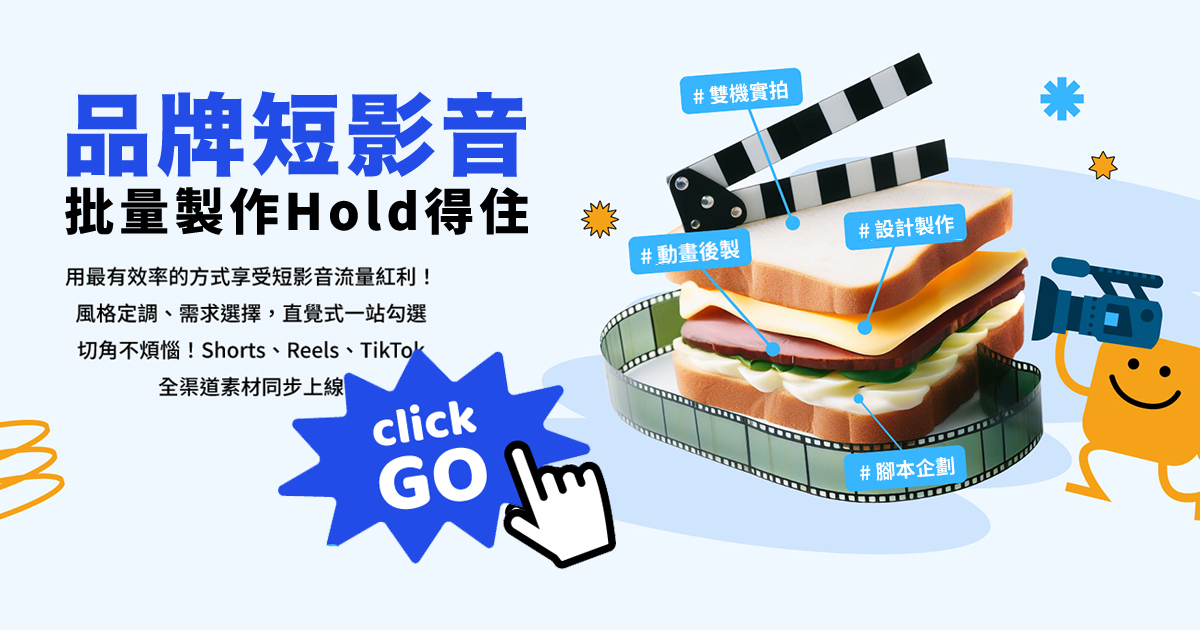 品牌短影音
批量製作Hold得住
用最有效率的方式享受短影音流量紅利！
風格定調、需求選擇，直覺式一站勾選
切角不煩惱！Shorts、Reels、TikTok
全渠道素材同步上線
click
GO
#雙機實拍
#設計製作
#動畫後製
#腳本企劃